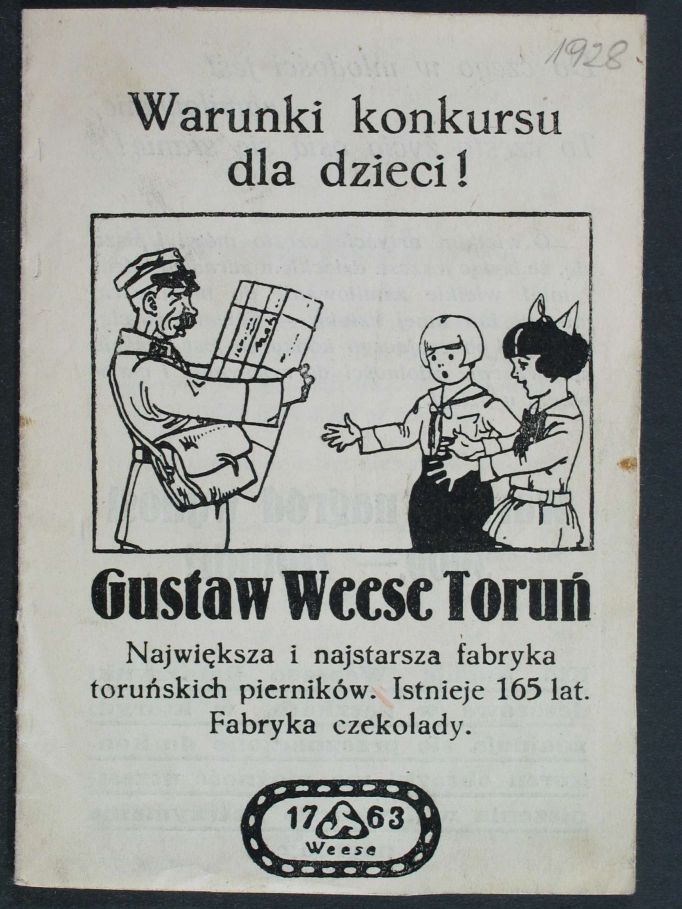 1928
Warunki konkursu
dla dzieci!
Gustaw Weese Toruń
Największa i najstarsza fabryka
toruńskich pierników. Istnieje 165 lat.
Fabryka czekolady.
17 63
Weese